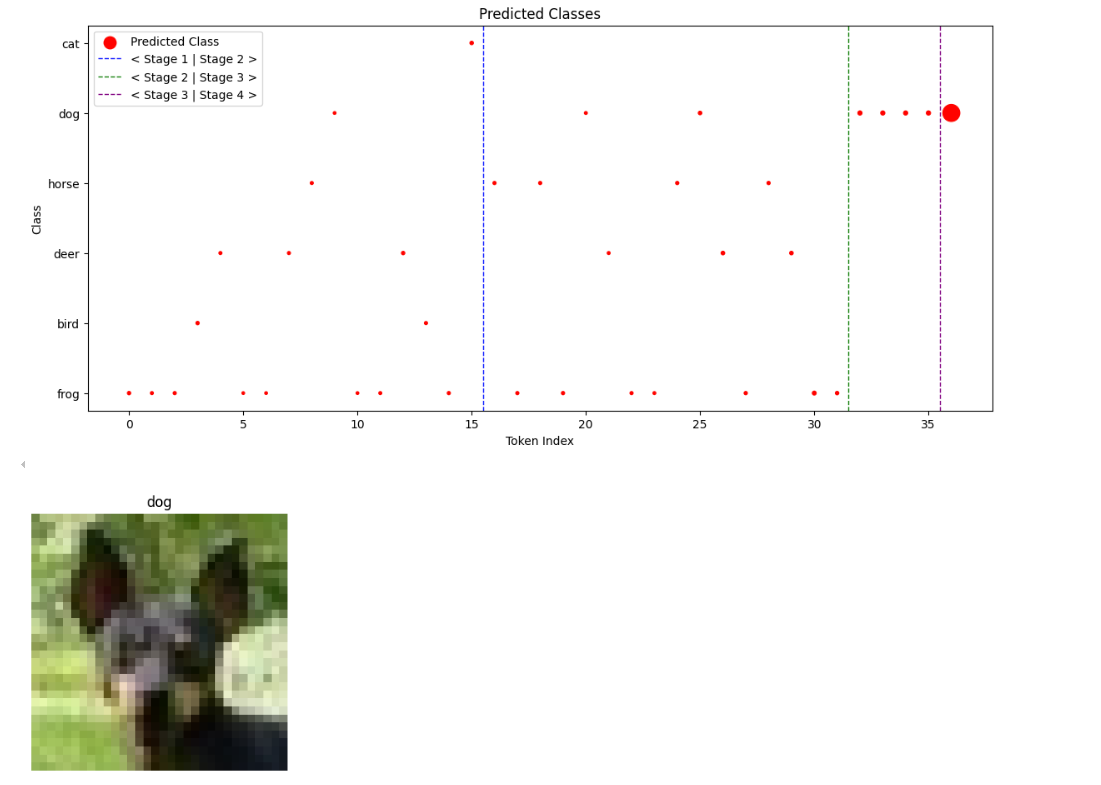 Predicted Classes
cat
dog
horse
deer
bird
frog
Class
Predicted Class
< Stage 1 | Stage 2 >
< Stage 2 | Stage 3 >
< Stage 3 | Stage 4 >
0 5 10 15 20 25 30 35
Token Index
dog